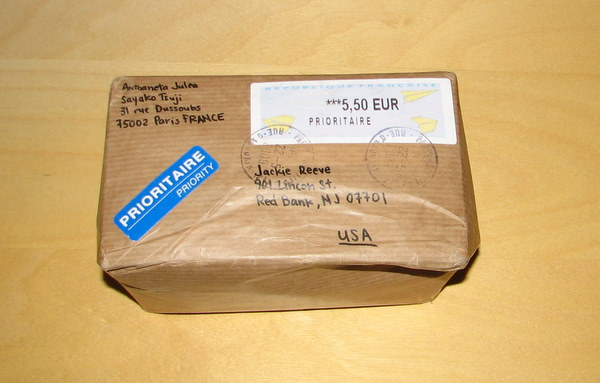 Antoaneta Julea
Sayako Tsuji
31 rue Dussoubs
75002 Paris FRANCE
REPUBLIQUE FRANÇAISE
***5,50 EUR
PRIORITAIRE
PRIORITAIRE
PRIORITY
Jackie Reeve
901 Lincoln St.
Red Bank, NJ 07701
USA